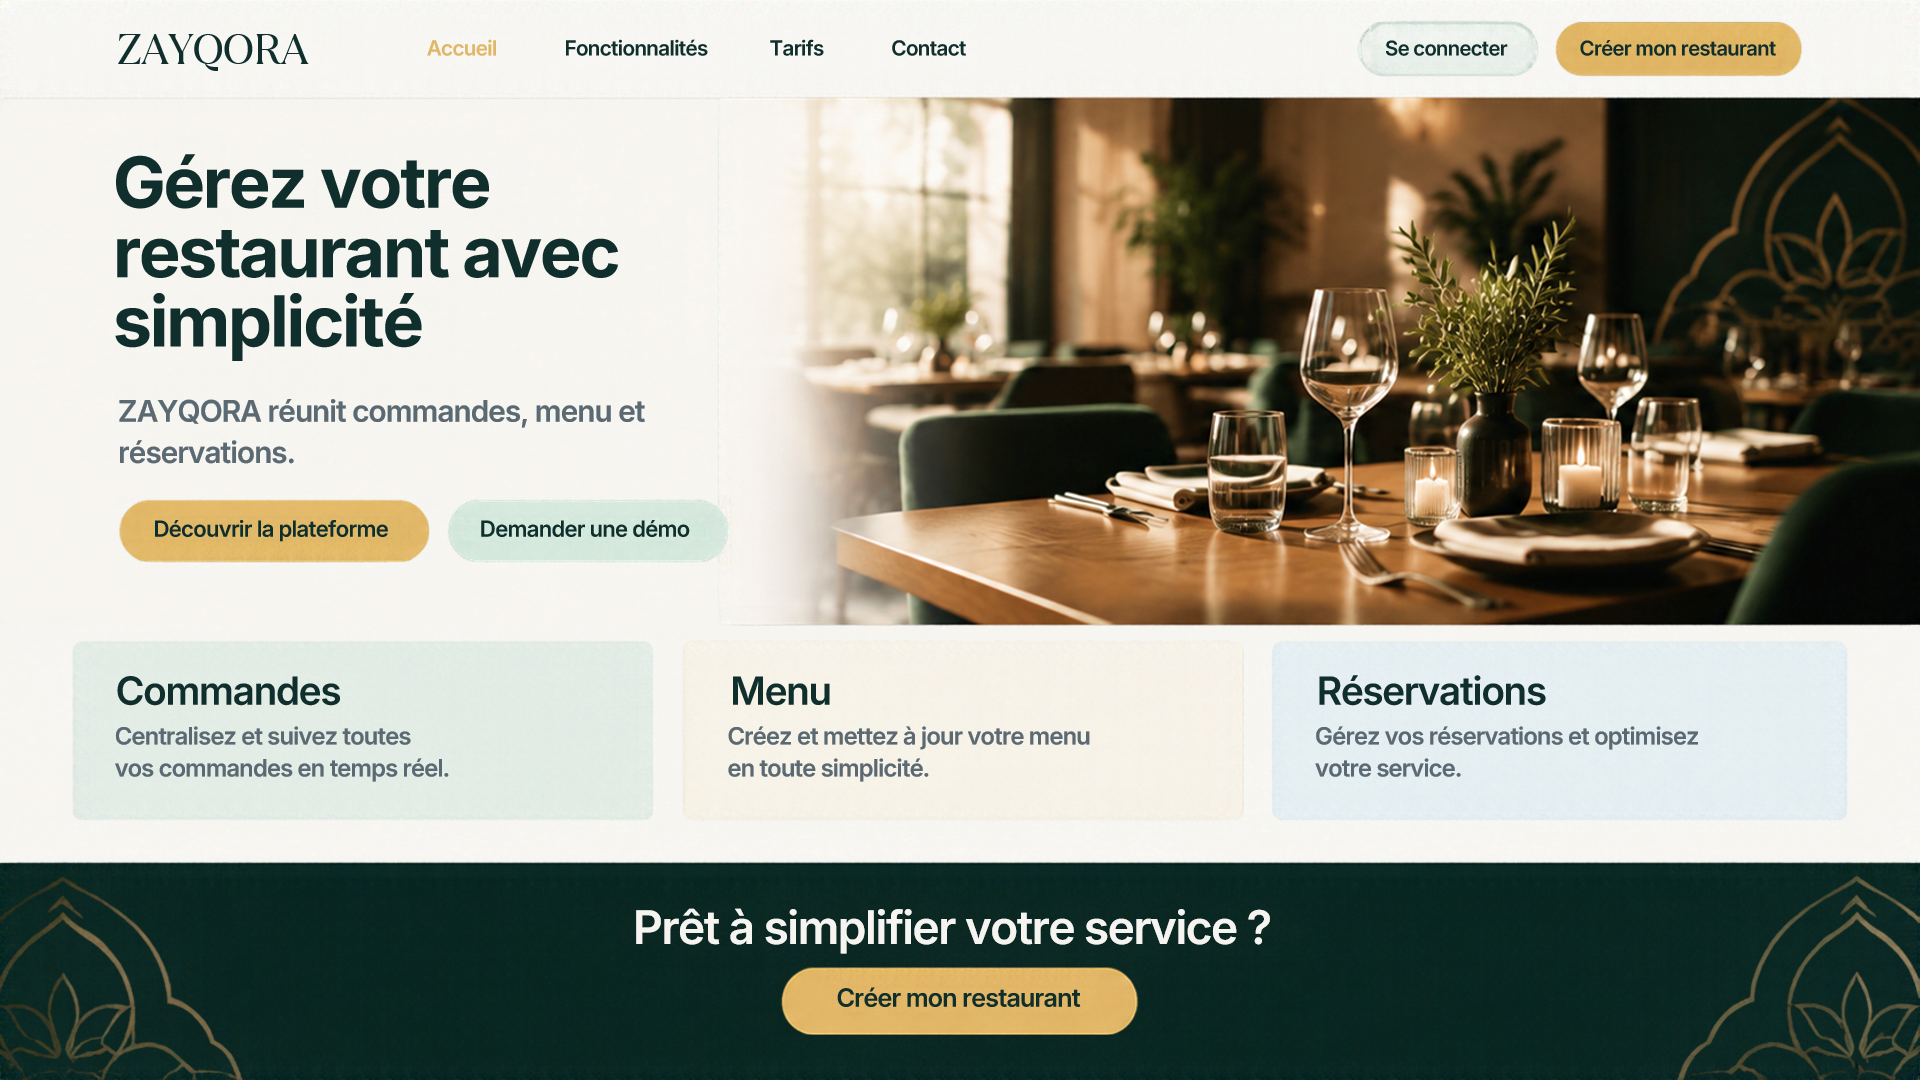 ZAYQORA
Accueil
Fonctionnalités
Tarifs
Contact
Se connecter
Créer mon restaurant
Gérez votre
restaurant avec
simplicité
ZAYQORA réunit commandes, menu et
réservations.
Découvrir la plateforme
Demander une démo
Commandes
Centralisez et suivez toutes
vos commandes en temps réel.
Menu
Créez et mettez à jour votre menu
en toute simplicité.
Réservations
Gérez vos réservations et optimisez
votre service.
Prêt à simplifier votre service ?
Créer mon restaurant